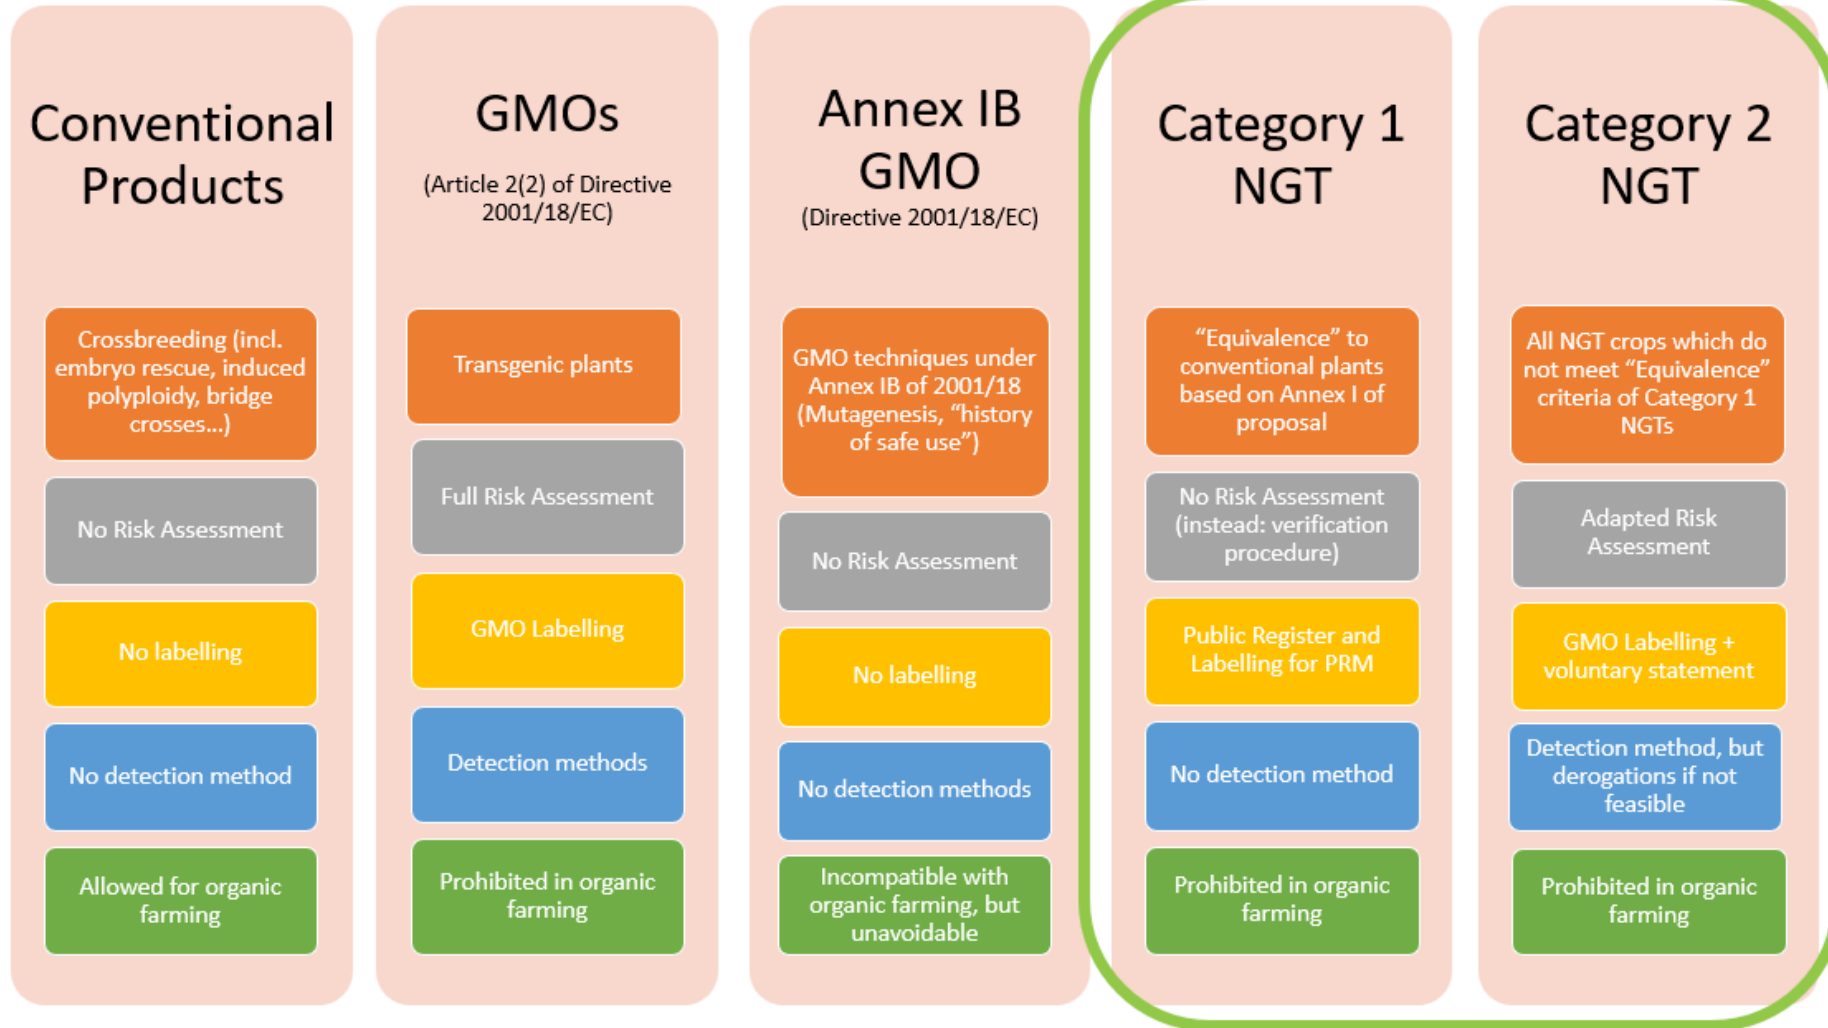 Conventional
Products
Crossbreeding (incl.
embryo rescue, induced
polyploidy, bridge
crosses...)
No Risk Assessment
No labelling
No detection method
Allowed for organic
farming
GMOs
(Article 2(2) of Directive
2001/18/EC)
Transgenic plants
Full Risk Assessment
GMO Labelling
Detection methods
Prohibited in organic
farming
Annex IB
GMO
(Directive 2001/18/EC)
GMO techniques under
Annex IB of 2001/18
(Mutagenesis, “history
of safe use”)
No Risk Assessment
No labelling
No detection methods
Incompatible with
organic farming, but
unavoidable
Category 1
NGT
“Equivalence” to
conventional plants
based on Annex I of
proposal
No Risk Assessment
(instead: verification
procedure)
Public Register and
Labelling for PRM
No detection method
Prohibited in organic
farming
Category 2
NGT
All NGT crops which do
not meet “Equivalence”
criteria of Category 1
NGTs
Adapted Risk
Assessment
GMO Labelling +
voluntary statement
Detection method, but
derogations if not
feasible
Prohibited in organic
farming